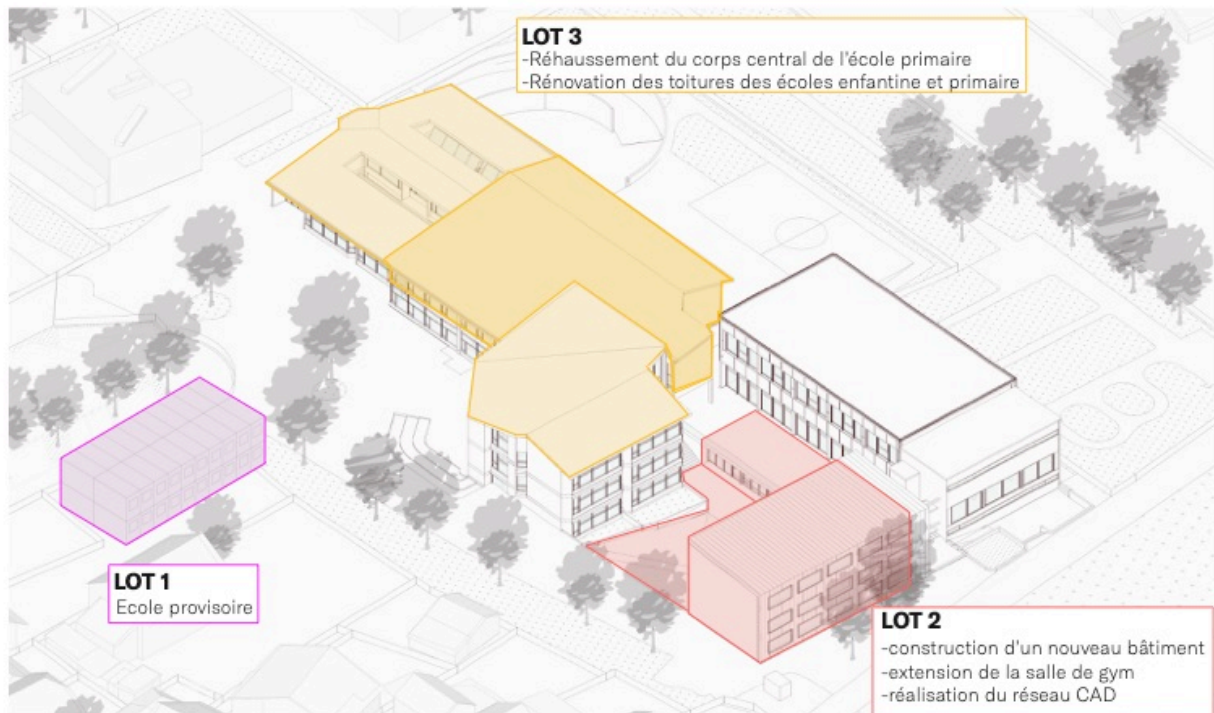 LOT 3
-Réhaussement du corps central de l'école primaire
-Rénovation des toitures des écoles enfantine et primaire
LOT 1
Ecole provisoire
LOT 2
-construction d'un nouveau bâtiment
-extension de la salle de gym
-réalisation du réseau CAD